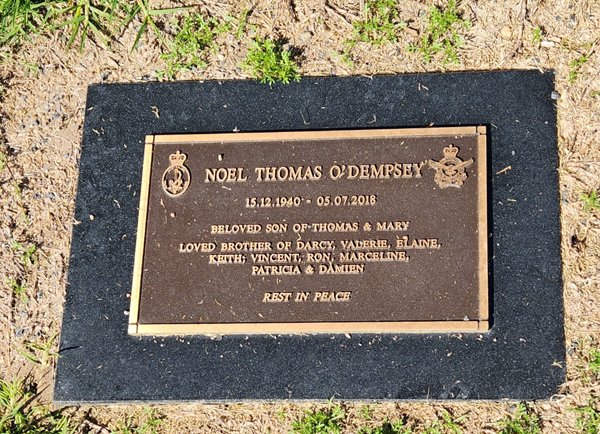 NOEL THOMAS O'DEMPSEY
15.12.1940 - 05.07.2018
BELOVED SON OF THOMAS & MARY
LOVED BROTHER OF DARCY, VALERIE, ELAINE,
KEITH, VINCENT, RON, MARCELINE,
PATRICIA & DAMIEN
REST IN PEACE